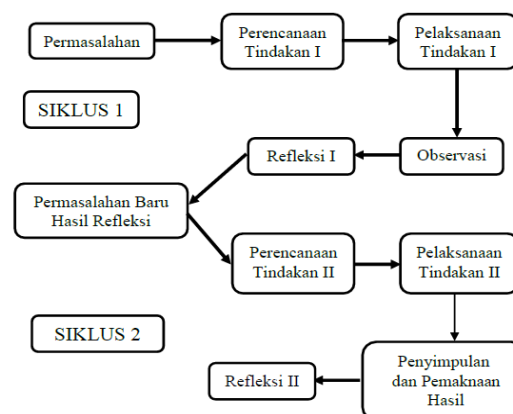 Permasalahan
Perencanaan
Tindakan I
Pelaksanaan
Tindakan I
SIKLUS 1
Refleksi I
Observasi
Permasalahan Baru
Hasil Refleksi
Perencanaan
Tindakan II
Pelaksanaan
Tindakan II
SIKLUS 2
Refleksi II
Penyimpulan
dan Pemaknaan
Hasil